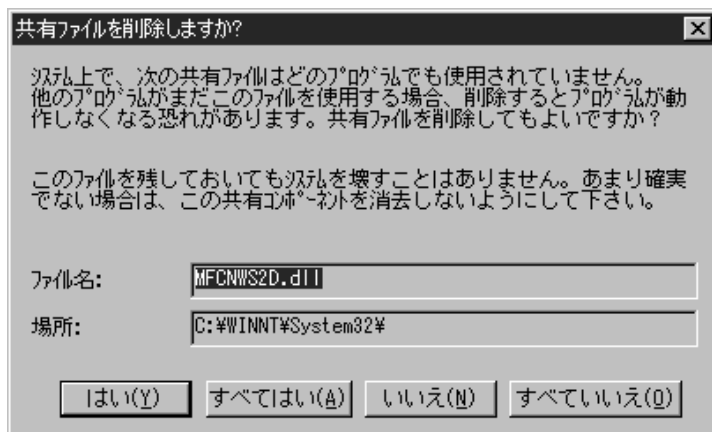 共有ファイルを削除しますか?
ｼｽﾃﾑ上で、次の共有ﾌｧｲﾙはどのﾌﾟﾛｸﾞﾗﾑでも使用されていません。
他のﾌﾟﾛｸﾞﾗﾑがまだこのﾌｧｲﾙを使用する場合、削除するとﾌﾟﾛｸﾞﾗﾑが動
作しなくなる恐れがあります。共有ﾌｧｲﾙを削除してもよいですか？
このﾌｧｲﾙを残しておいてもｼｽﾃﾑを壊すことはありません。あまり確実
でない場合は、この共有ｺﾝﾎﾟｰﾈﾝﾄを消去しないようにして下さい。
ファイル名: MFCNWS2D.dll
場所: C:¥WINNT¥System32¥
はい(Y) すべてはい(A) いいえ(N) すべていいえ(O)